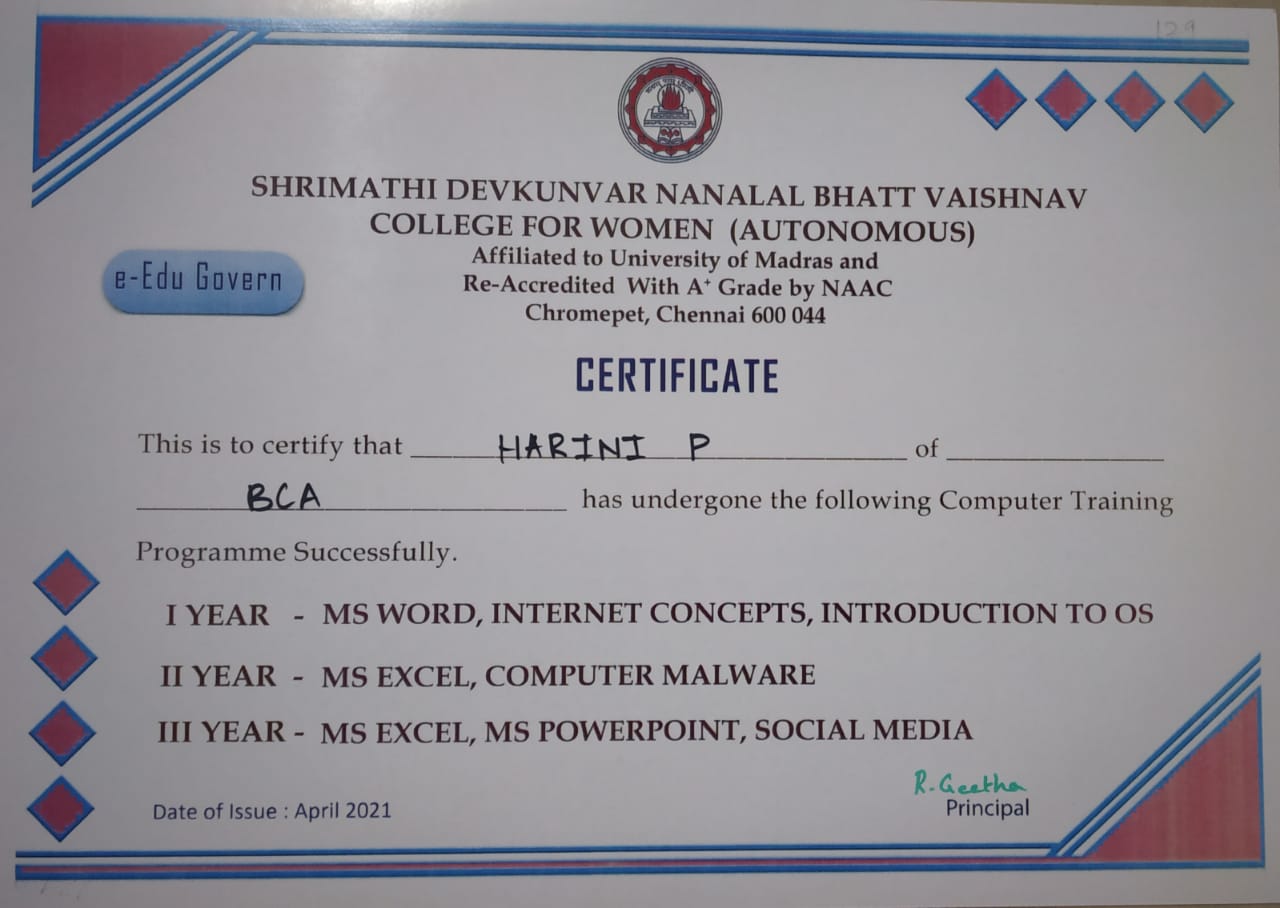 129
SHRIMATHI DEVKUNVAR NANALAL BHATT VAISHNAV
COLLEGE FOR WOMEN (AUTONOMOUS)
Affiliated to University of Madras and
e-Edu Govern
Re-Accredited With A+ Grade by NAAC
Chromepet, Chennai 600 044
CERTIFICATE
This is to certify that HARINI P of
BCA has undergone the following Computer Training
Programme Successfully.
I YEAR - MS WORD, INTERNET CONCEPTS, INTRODUCTION TO OS
II YEAR - MS EXCEL, COMPUTER MALWARE
III YEAR - MS EXCEL, MS POWERPOINT, SOCIAL MEDIA
R. Geetha
Date of Issue : April 2021 Principal